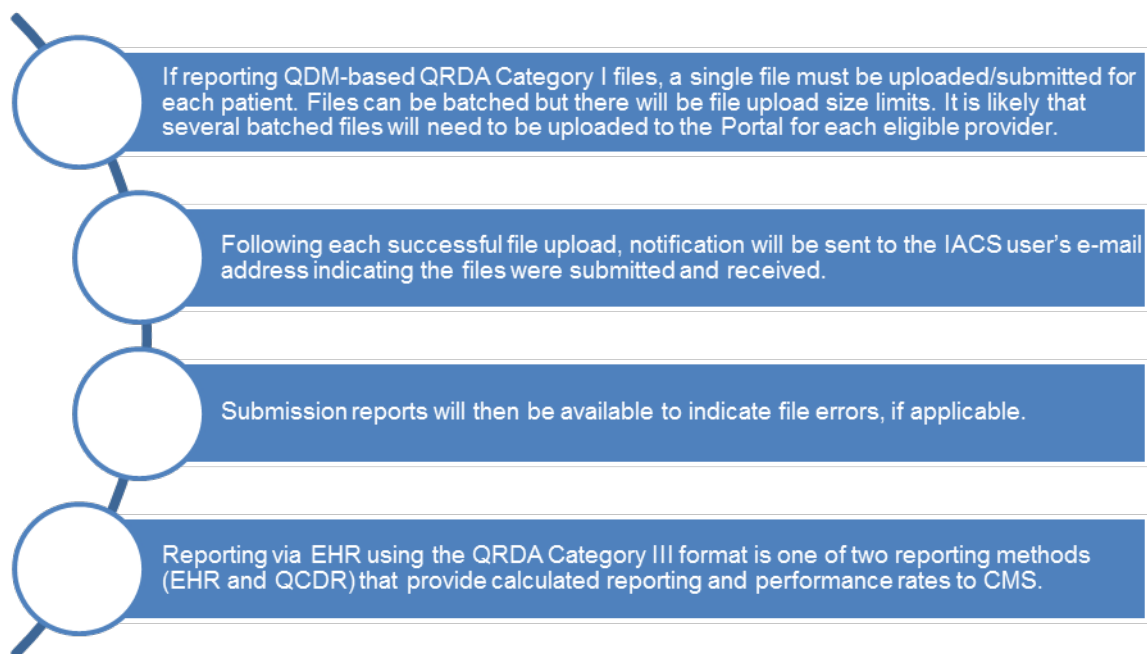 If reporting QDM-based QRDA Category I files, a single file must be uploaded/submitted for
each patient. Files can be batched but there will be file upload size limits. It is likely that
several batched files will need to be uploaded to the Portal for each eligible provider.
Following each successful file upload, notification will be sent to the IACS user’s e-mail
address indicating the files were submitted and received.
Submission reports will then be available to indicate file errors, if applicable.
Reporting via EHR using the QRDA Category III format is one of two reporting methods
(EHR and QCDR) that provide calculated reporting and performance rates to CMS.